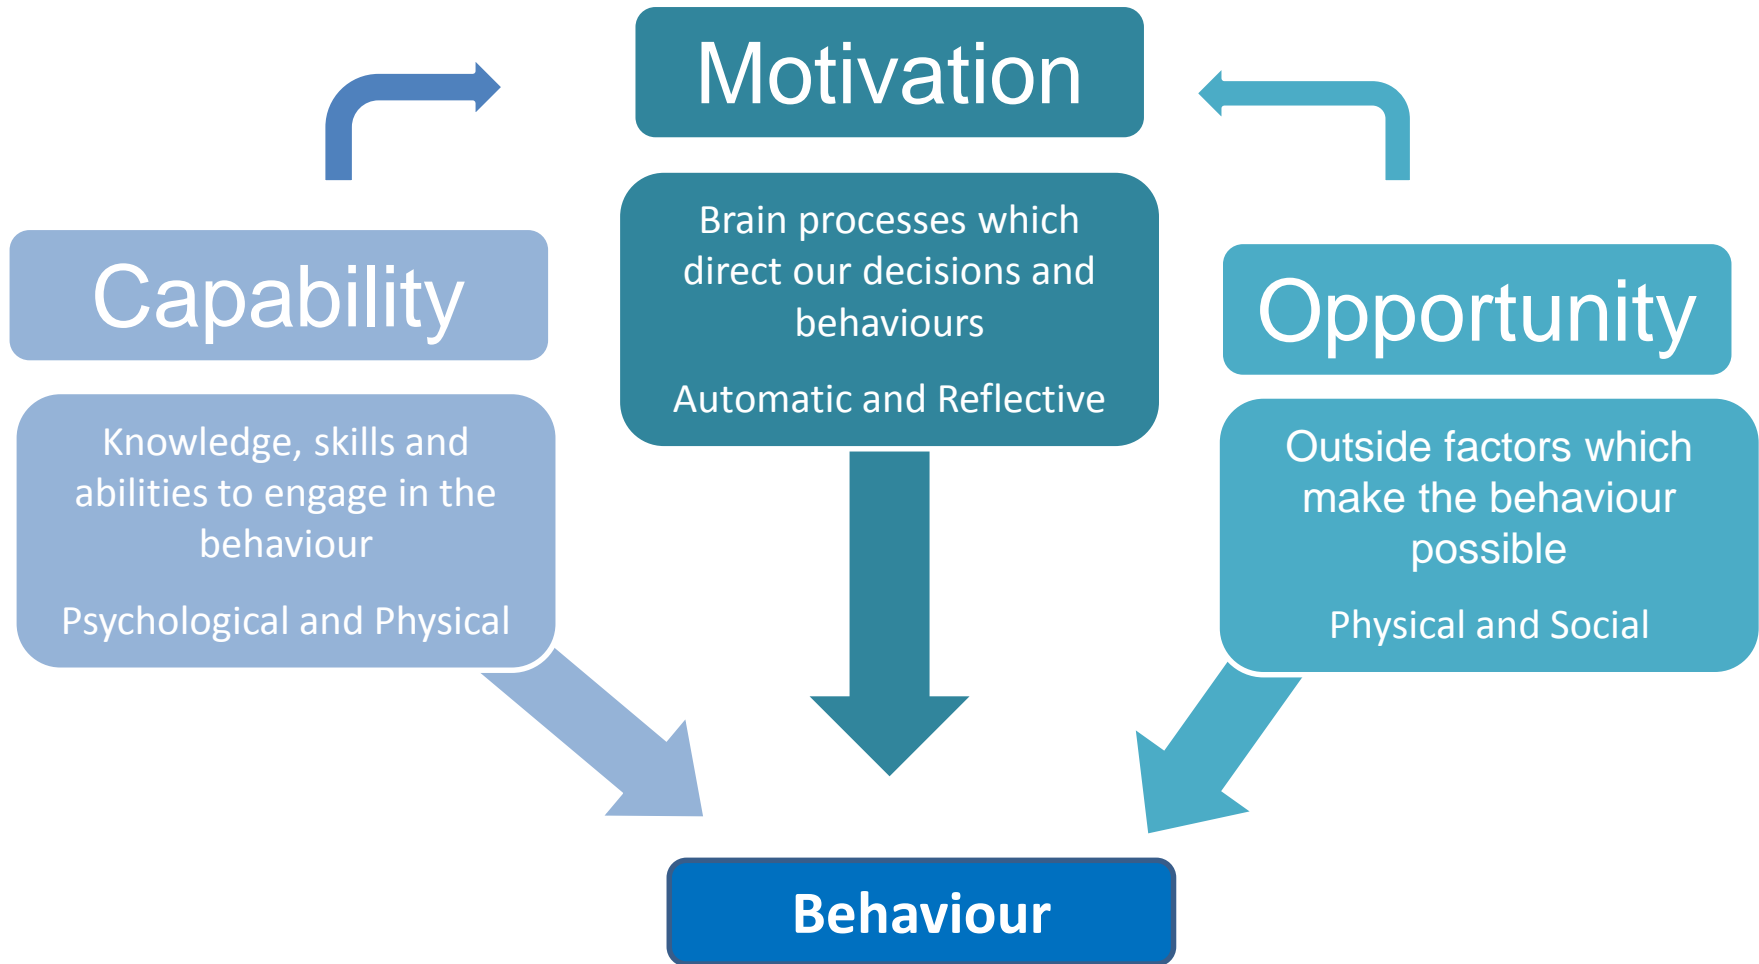 Motivation
Brain processes which
direct our decisions and
behaviours
Automatic and Reflective
Capability
Knowledge, skills and
abilities to engage in the
behaviour
Psychological and Physical
Opportunity
Outside factors which
make the behaviour
possible
Physical and Social
Behaviour